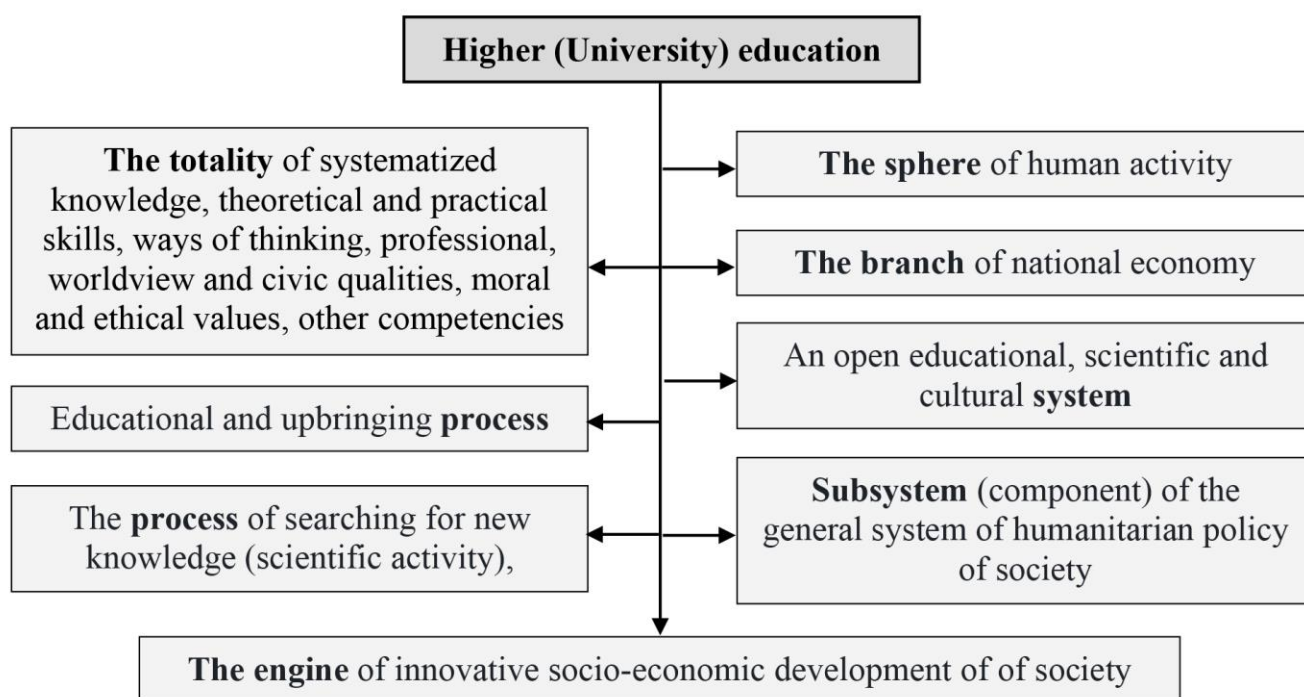 Higher (University) education
The totality of systematized
knowledge, theoretical and practical
skills, ways of thinking, professional,
worldview and civic qualities, moral
and ethical values, other competencies
Educational and upbringing process
The process of searching for new
knowledge (scientific activity),
The sphere of human activity
The branch of national economy
An open educational, scientific and
cultural system
Subsystem (component) of the
general system of humanitarian policy
of society
The engine of innovative socio-economic development of of society